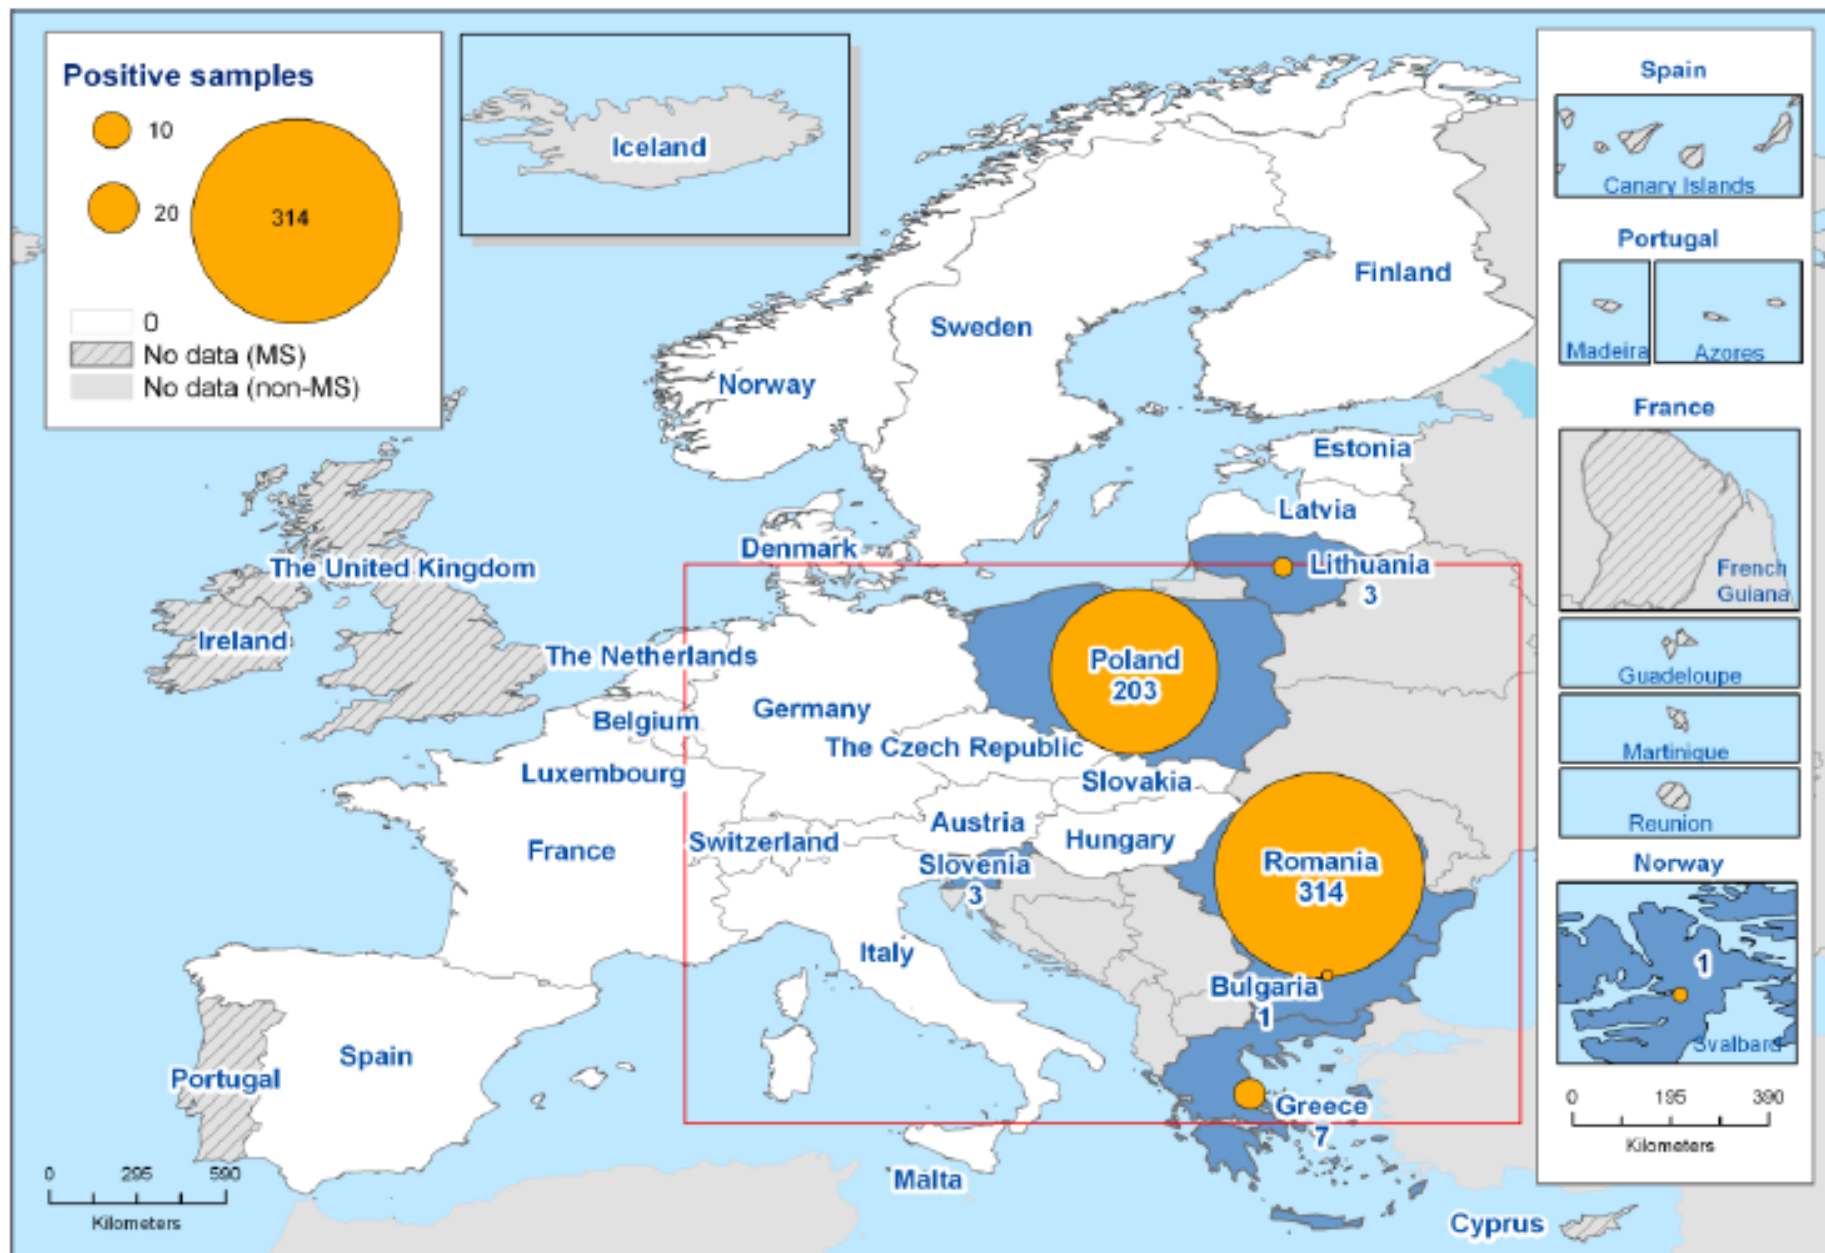 Positive samples
10
20
314
0
No data (MS)
No data (non-MS)
Iceland
Finland
Sweden
Norway
Estonia
Latvia
Denmark
Lithuania
3
The United Kingdom
Ireland
The Netherlands
Poland
203
Germany
Belgium
The Czech Republic
Luxembourg
Slovakia
Austria
Hungary
Switzerland
France
Slovenia
3
Romania
314
Italy
Bulgaria
1
Spain
Portugal
Greece
7
Malta
Cyprus
0 295 590
Kilometers
Spain
Canary Islands
Portugal
Madeira
Azores
France
French
Guiana
Guadeloupe
Martinique
Reunion
Norway
1
Svalbard
0 195 390
Kilometers